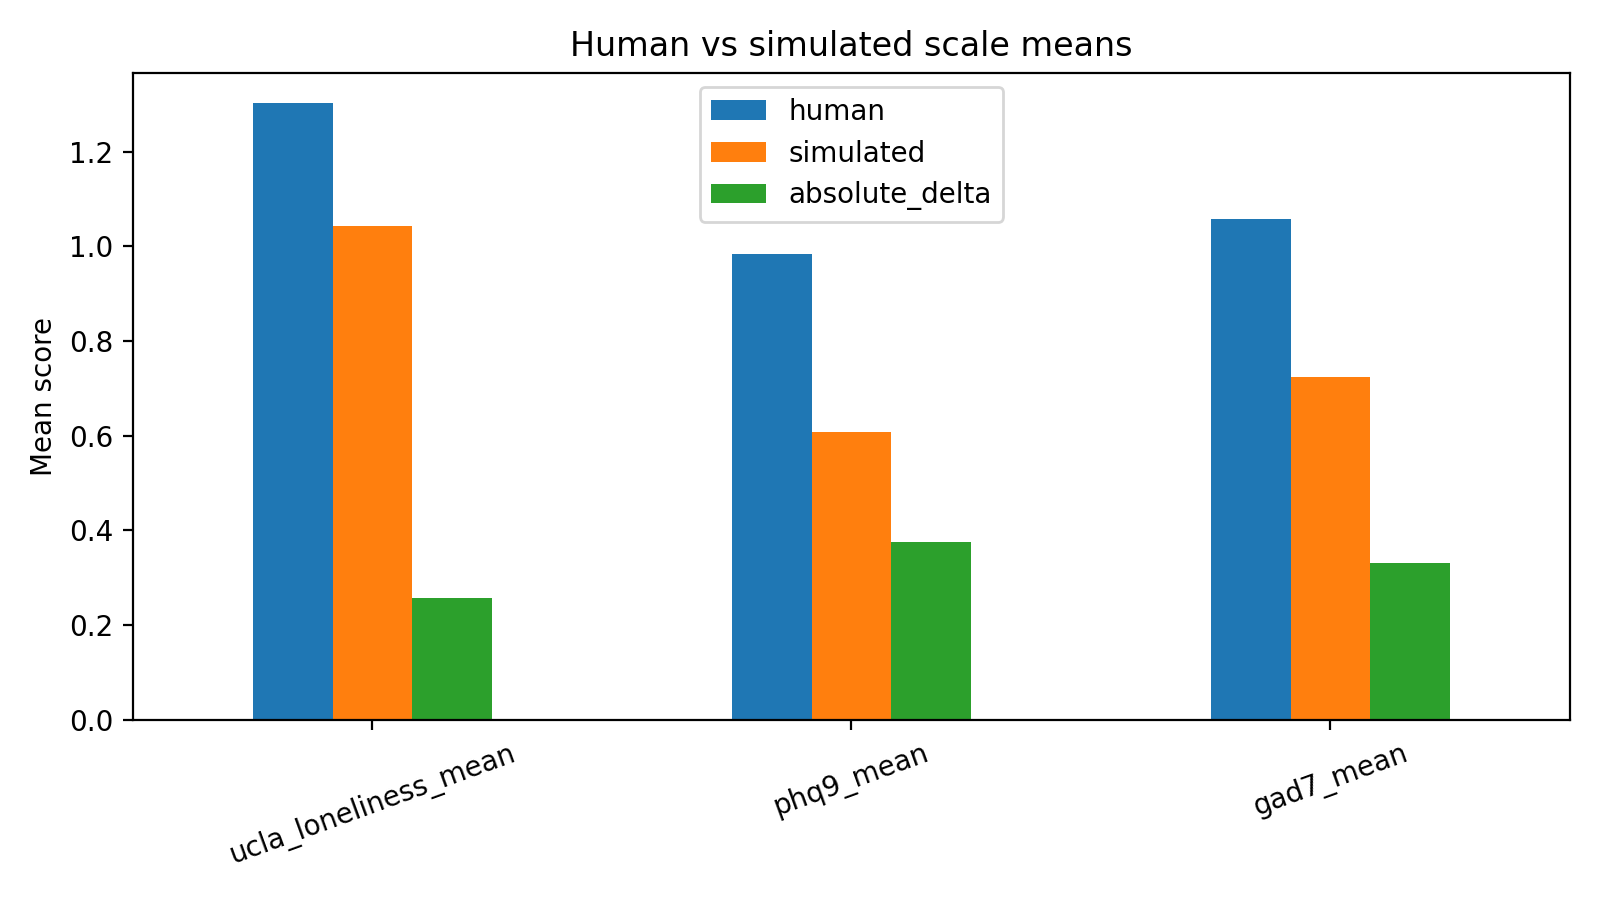 Human vs simulated scale means
human
simulated
absolute_delta
Mean score
1.2
1.0
0.8
0.6
0.4
0.2
0.0
ucla_loneliness_mean
phq9_mean
gad7_mean